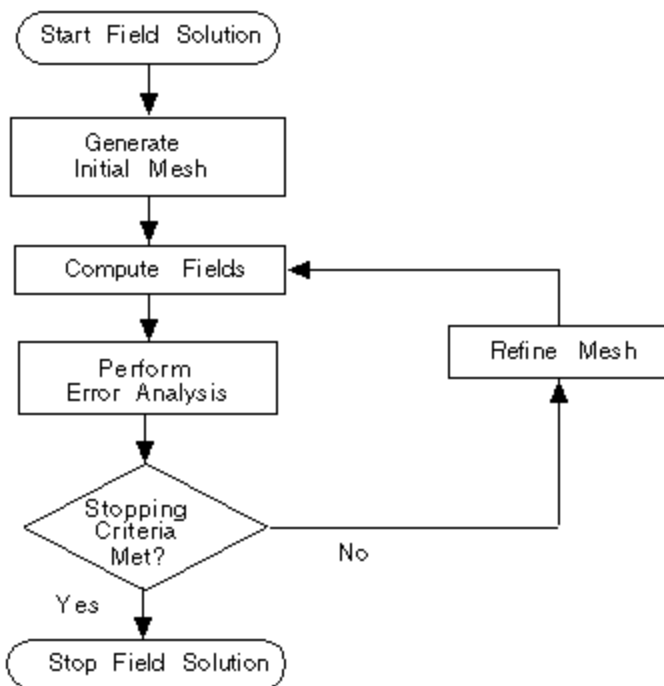 Start Field Solution
Generate
Initial Mesh
Compute Fields
Perform
Error Analysis
Refine Mesh
Stopping
Criteria
Met?
No
Yes
Stop Field Solution